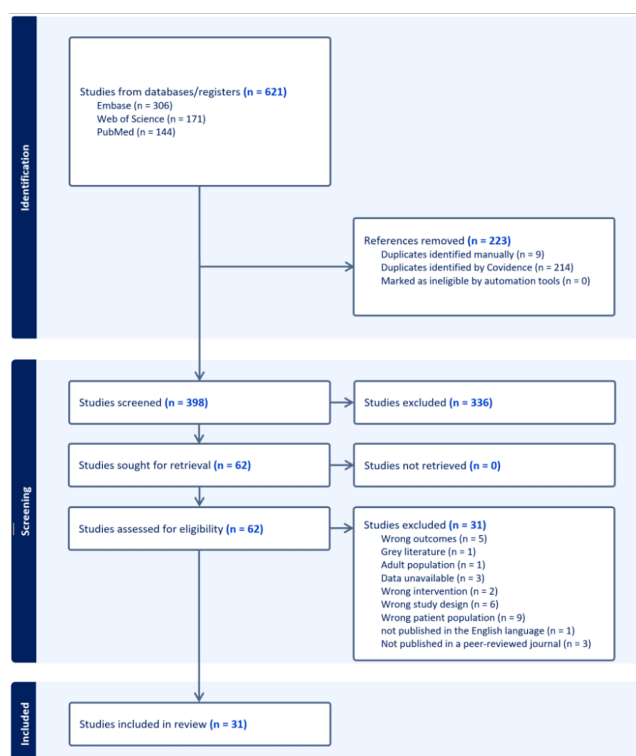 Identification
Studies from databases/registers (n = 621)
Embase (n = 306)
Web of Science (n = 171)
PubMed (n = 144)
References removed (n = 223)
Duplicates identified manually (n = 9)
Duplicates identified by Covidence (n = 214)
Marked as ineligible by automation tools (n = 0)
Screening
Studies screened (n = 398)
Studies excluded (n = 336)
Studies sought for retrieval (n = 62)
Studies not retrieved (n = 0)
Studies assessed for eligibility (n = 62)
Studies excluded (n = 31)
Wrong outcomes (n = 5)
Grey literature (n = 1)
Adult population (n = 1)
Data unavailable (n = 3)
Wrong intervention (n = 2)
Wrong study design (n = 6)
Wrong patient population (n = 9)
not published in the English language (n = 1)
Not published in a peer-reviewed journal (n = 3)
Included
Studies included in review (n = 31)